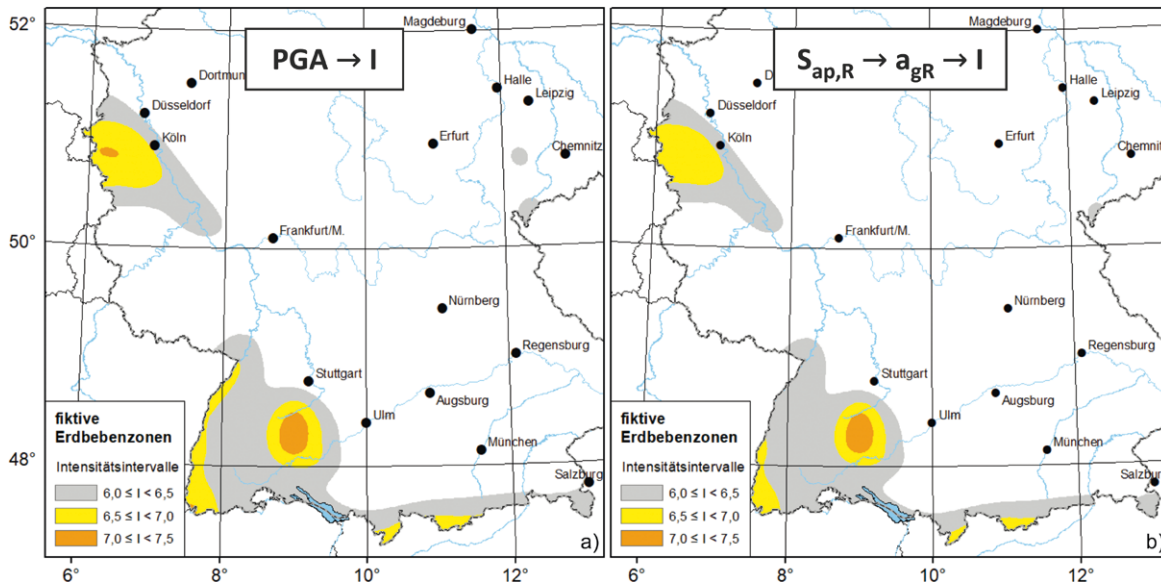 52°
50°
48°
PGA → I
Magdeburg
Dortmun
Halle
Leipzig
Düsseldorf
Köln
Erfurt
Chemnitz
Frankfurt/M.
Nürnberg
Regensburg
Stuttgart
Augsburg
Ulm
München
Salzburg
fiktive
Erdbebenzonen
Intensitätsintervalle
6,0 ≤ I < 6,5
6,5 ≤ I < 7,0
7,0 ≤ I < 7,5
a)
6° 8° 10° 12°
Sap,R → agR → I
Magdeburg
D
Halle
Leipzig
Düsseldorf
Köln
Erfurt
Chemnitz
Frankfurt/M.
Nürnberg
Regensburg
Stuttgart
Augsburg
Ulm
München
Salzburg
fiktive
Erdbebenzonen
Intensitätsintervalle
6,0 ≤ I < 6,5
6,5 ≤ I < 7,0
7,0 ≤ I < 7,5
b)
6° 8° 10° 12°